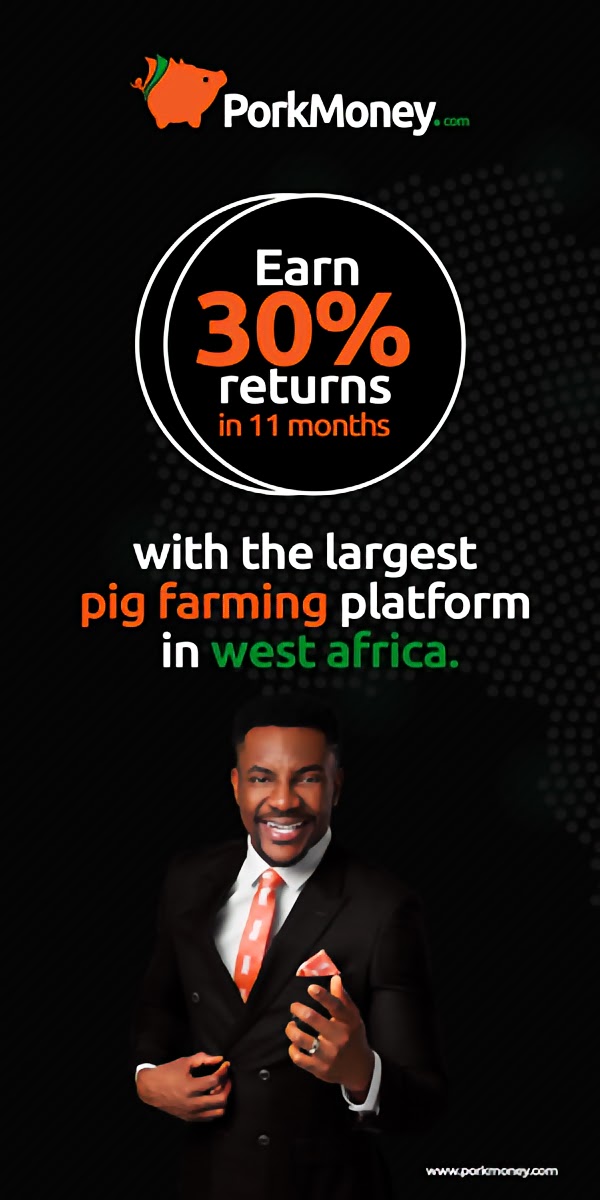 PorkMoney.com
Earn
30%
returns
in 11 months
with the largest
pig farming platform
in west africa.
www.porkmoney.com